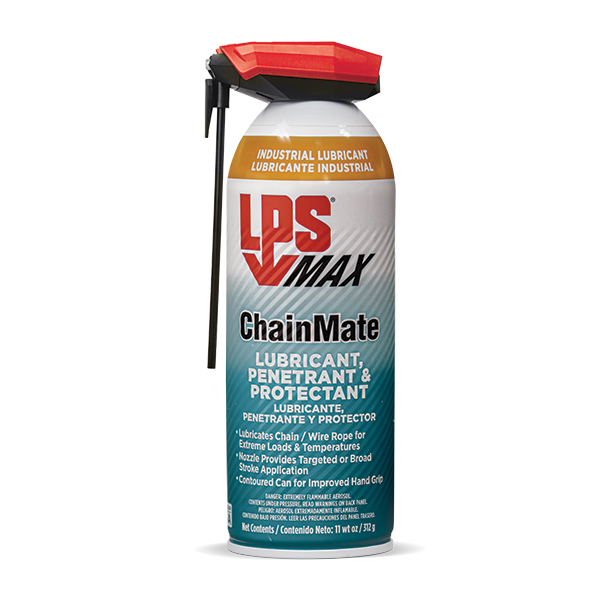 INDUSTRIAL LUBRICANT
LUBRICANTE INDUSTRIAL
LPS®
MAX
ChainMate
LUBRICANT,
PENETRANT &
PROTECTANT
LUBRICANTE,
PENETRANTE Y PROTECTOR
•Lubricates Chain / Wire Rope for
Extreme Loads & Temperatures
•Nozzle Provides Targeted or Broad
Stroke Application
•Contoured Can for Improved Hand Grip
DANGER: EXTREMELY FLAMMABLE AEROSOL.
CONTENTS UNDER PRESSURE. READ WARNINGS ON BACK PANEL.
PELIGRO: AEROSOL EXTREMADAMENTE INFLAMABLE.
CONTENIDO BAJO PRESIÓN. LEER LAS PRECAUCIONES DEL PANEL TRASERO.
Net Contents / Contenido Neto: 11 wt oz / 312 g